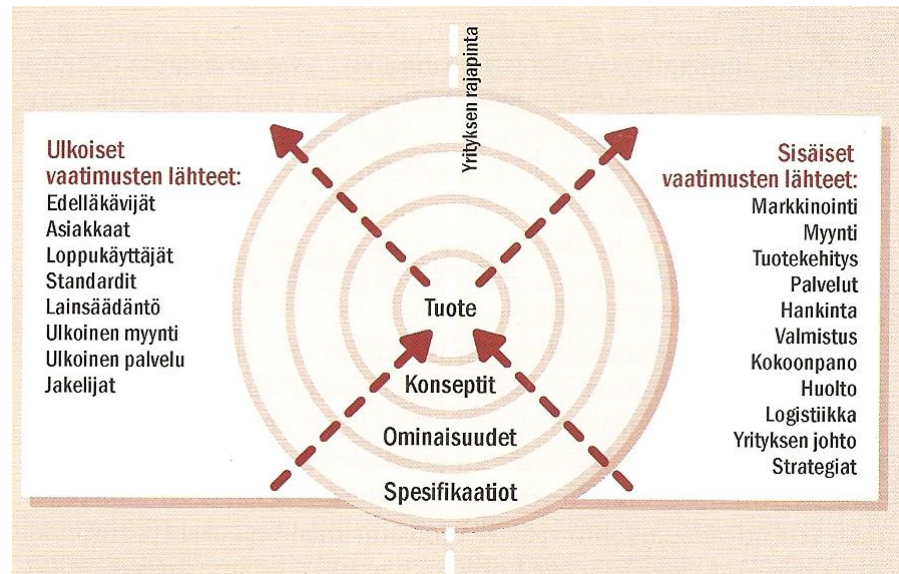 Yrityksen rajapinta
Ulkoiset
vaatimusten lähteet:
Edelläkävijät
Asiakkaat
Loppukäyttäjät
Standardit
Lainsäädäntö
Ulkoinen myynti
Ulkoinen palvelu
Jakelijat
Tuote
Konseptit
Ominaisuudet
Spesifikaatiot
Sisäiset
vaatimusten lähteet:
Markkinointi
Myynti
Tuotekehitys
Palvelut
Hankinta
Valmistus
Kokoonpano
Huolto
Logistiikka
Yrityksen johto
Strategiat